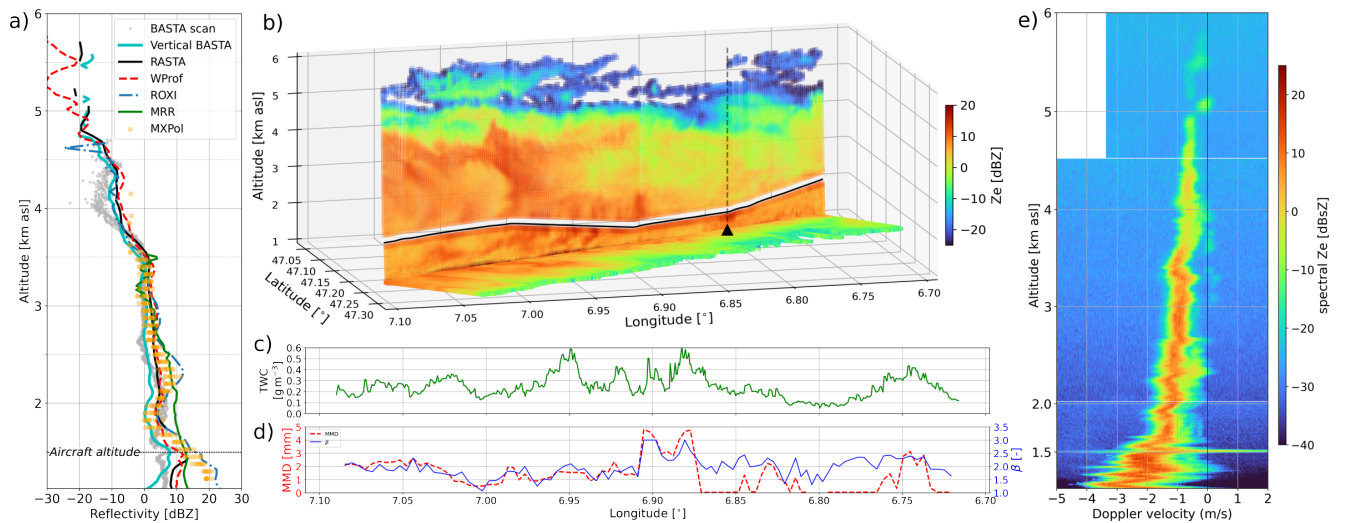 a)
6
5
4
3
2
Altitude [km asl]
BASTA scan
Vertical BASTA
RASTA
WProf
ROXI
MRR
MXPol
Aircraft altitude
−30 −20 −10 0 10 20 30
Reflectivity [dBZ]
b)
6
5
4
3
2
1
Altitude [km asl]
47.05
47.10
47.15
47.20
47.25
47.30
Latitude [°]
7.10 7.05 7.00 6.95 6.90 6.85 6.80 6.75 6.70
Longitude [°]
20
10
0
−10
−20
Ze [dBZ]
c)
0.6
0.5
0.4
0.3
0.2
0.1
0.0
TWC
[g m⁻³]
d)
5
4
3
2
1
0
MMD [mm]
MMD
β
3.5
3.0
2.5
2.0
1.5
1.0
β [-]
7.10 7.05 7.00 6.95 6.90 6.85 6.80 6.75 6.70
Longitude [°]
e)
6
5
4
3
2
1.5
Altitude [km asl]
−5 −4 −3 −2 −1 0 1 2
Doppler velocity (m/s)
20
10
0
−10
−20
−30
−40
spectral Ze [dBsZ]